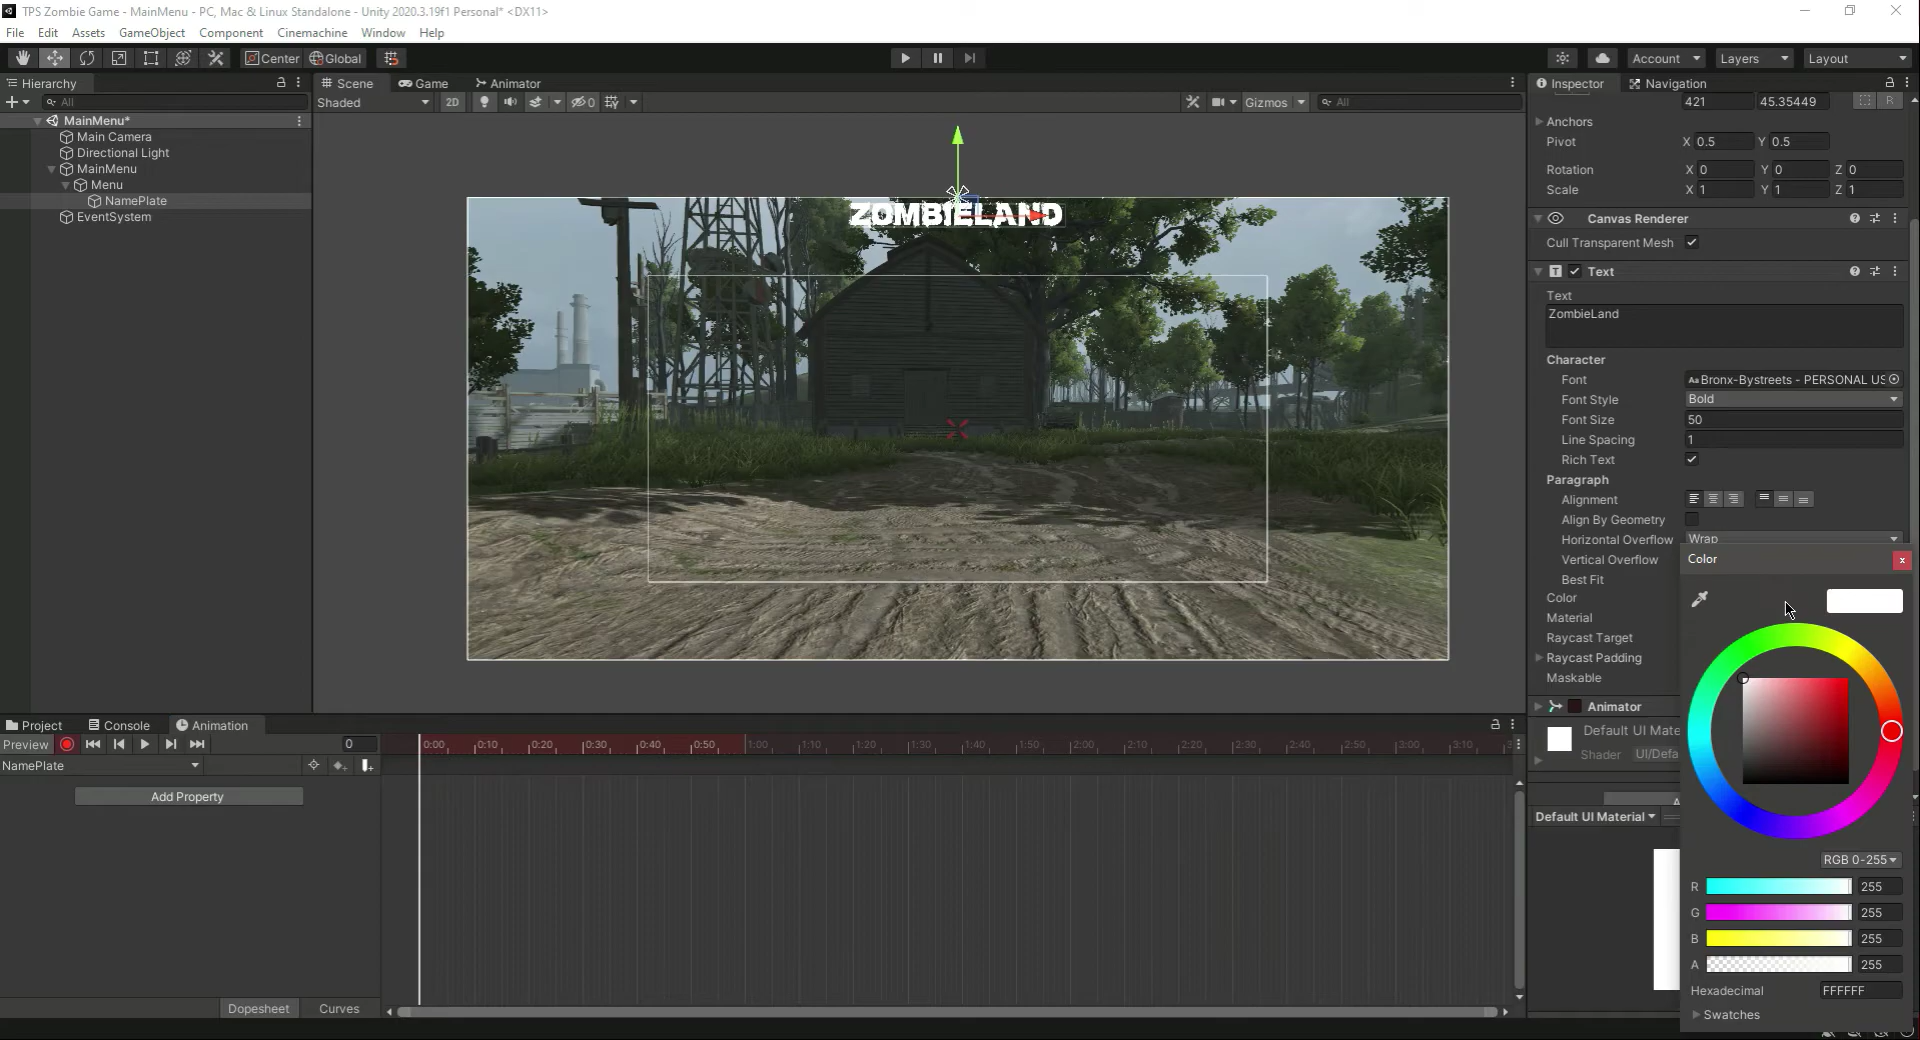 TPS Zombie Game - MainMenu - PC, Mac & Linux Standalone - Unity 2020.3.19f1 Personal* <DX11>
File Edit Assets GameObject Component Cinemachine Window Help
Center Global Account Layers Layout
Hierarchy
All
MainMenu*
Main Camera
Directional Light
MainMenu
Menu
NamePlate
EventSystem
Scene Game Animator
Shaded 2D 0 Gizmos All
ZOMBIELAND
Inspector Navigation
421 45.35449 R
Anchors
Pivot X 0.5 Y 0.5
Rotation X 0 Y 0 Z 0
Scale X 1 Y 1 Z 1
Canvas Renderer
Cull Transparent Mesh
Text
Text
ZombieLand
Character
Font Bronx-Bystreets - PERSONAL US
Font Style Bold
Font Size 50
Line Spacing 1
Rich Text
Paragraph
Alignment
Align By Geometry
Horizontal Overflow Wrap
Vertical Overflow
Best Fit
Color
Material
Raycast Target
Raycast Padding
Maskable
Animator
Default UI Mate
Shader UI/Defa
A
Default UI Material
Color
RGB 0-255
R 255
G 255
B 255
A 255
Hexadecimal FFFFFF
Swatches
Project Console Animation
Preview 0
0:00 0:10 0:20 0:30 0:40 0:50 1:00 1:10 1:20 1:30 1:40 1:50 2:00 2:10 2:20 2:30 2:40 2:50 3:00 3:10
NamePlate
Add Property
Dopesheet Curves